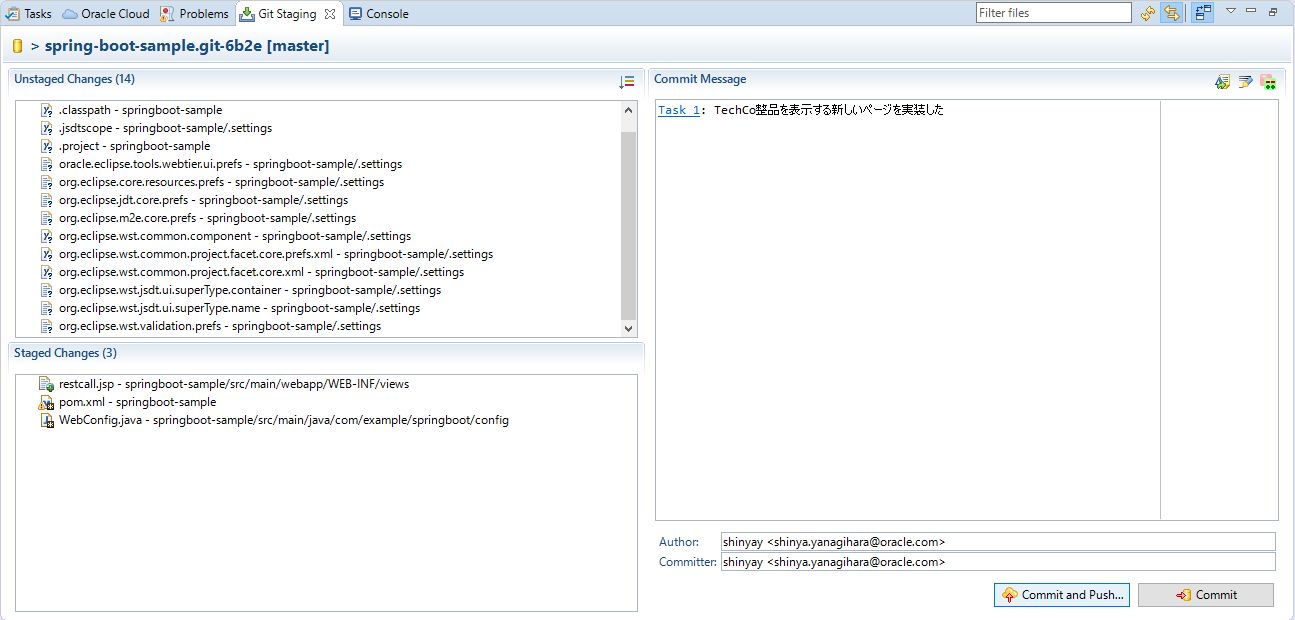 Tasks Oracle Cloud Problems Git Staging Console Filter files
> spring-boot-sample.git-6b2e [master]
Unstaged Changes (14)
.classpath - springboot-sample
.jsdtscope - springboot-sample/.settings
.project - springboot-sample
oracle.eclipse.tools.webtier.ui.prefs - springboot-sample/.settings
org.eclipse.core.resources.prefs - springboot-sample/.settings
org.eclipse.jdt.core.prefs - springboot-sample/.settings
org.eclipse.m2e.core.prefs - springboot-sample/.settings
org.eclipse.wst.common.component - springboot-sample/.settings
org.eclipse.wst.common.project.facet.core.prefs.xml - springboot-sample/.settings
org.eclipse.wst.common.project.facet.core.xml - springboot-sample/.settings
org.eclipse.wst.jsdt.ui.superType.container - springboot-sample/.settings
org.eclipse.wst.jsdt.ui.superType.name - springboot-sample/.settings
org.eclipse.wst.validation.prefs - springboot-sample/.settings
Staged Changes (3)
restcall.jsp - springboot-sample/src/main/webapp/WEB-INF/views
pom.xml - springboot-sample
WebConfig.java - springboot-sample/src/main/java/com/example/springboot/config
Commit Message
Task 1: TechCo整品を表示する新しいページを実装した
Author: shinyay <shinya.yanagihara@oracle.com>
Committer: shinyay <shinya.yanagihara@oracle.com>
Commit and Push... Commit